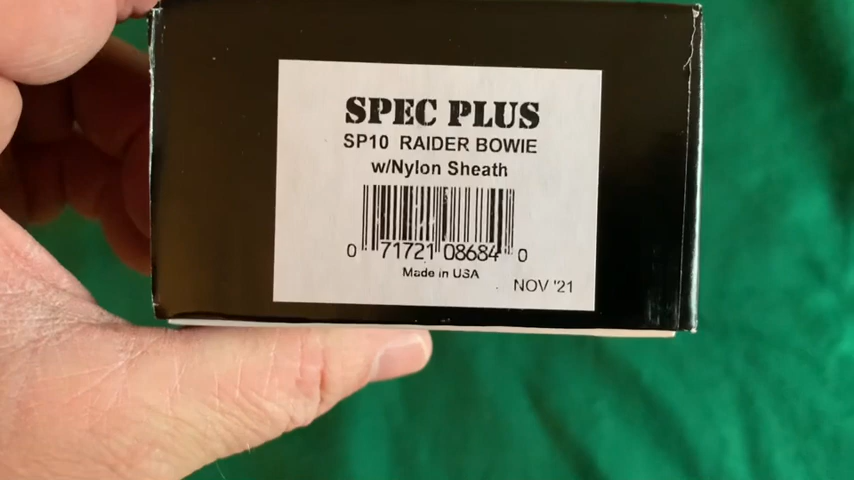 SPEC PLUS
SP10 RAIDER BOWIE
w/Nylon Sheath
0 71721 08684 0
Made in USA
NOV '21